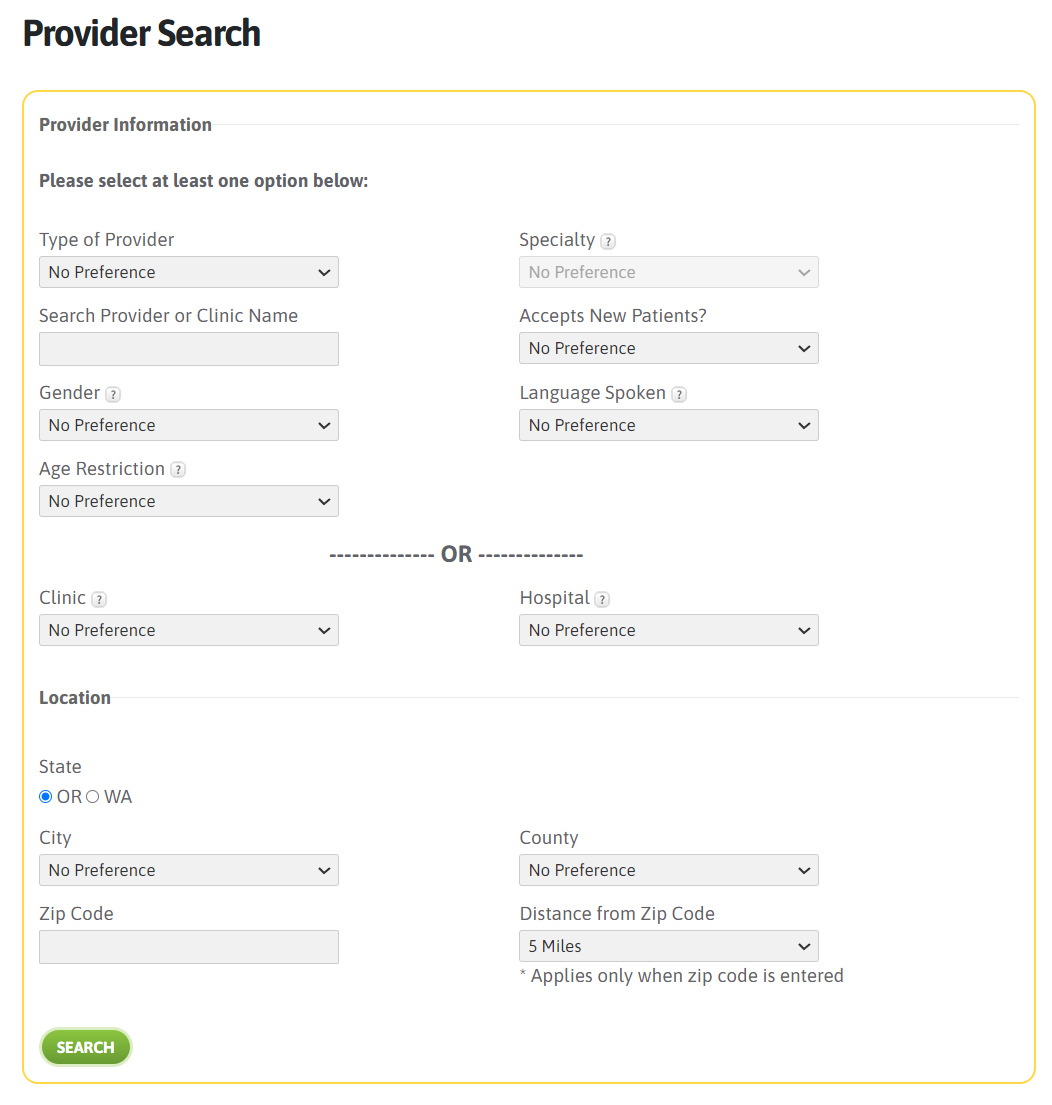 Provider Search
Provider Information
Please select at least one option below:
Type of Provider
Specialty ?
No Preference
No Preference
Search Provider or Clinic Name
Accepts New Patients?
No Preference
Gender ?
Language Spoken ?
No Preference
No Preference
Age Restriction ?
No Preference
-------------- OR --------------
Clinic ?
Hospital ?
No Preference
No Preference
Location
State
OR WA
City
County
No Preference
No Preference
Zip Code
Distance from Zip Code
5 Miles
* Applies only when zip code is entered
SEARCH